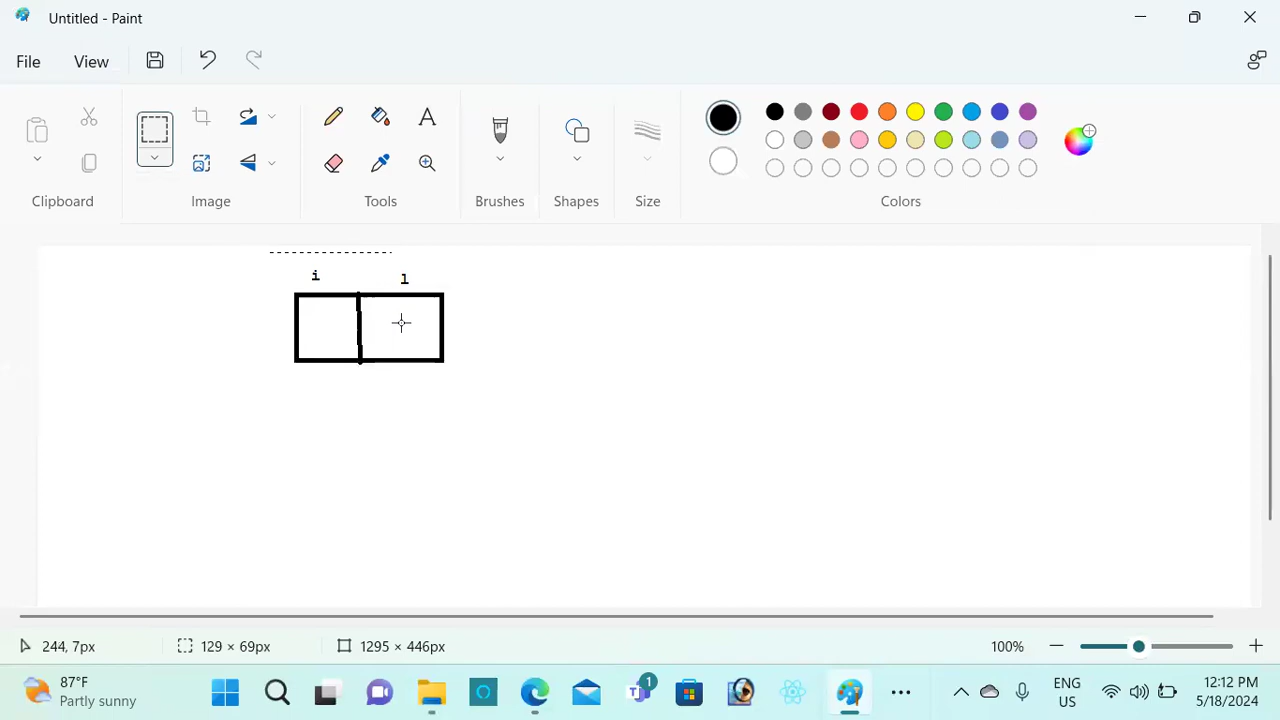 Untitled - Paint
File View
Clipboard Image Tools Brushes Shapes Size Colors
i l
244, 7px 129 × 69px 1295 × 446px 100%
87°F
Partly sunny
1
ENG
US
12:12 PM
5/18/2024